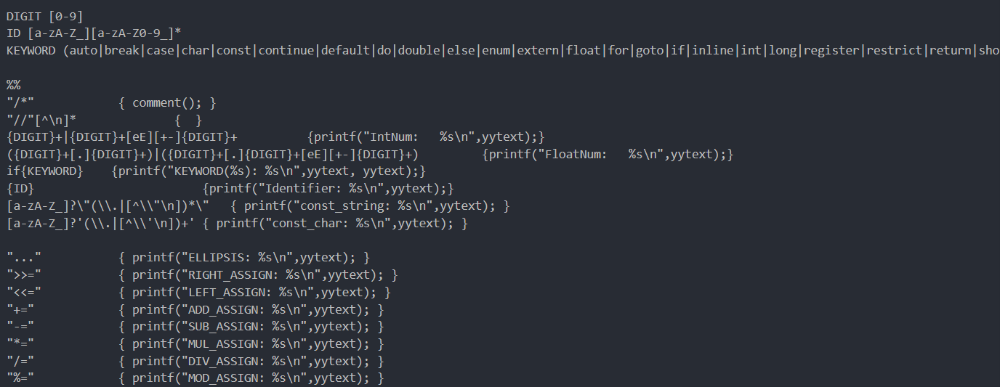 DIGIT [0-9]
ID [a-zA-Z_][a-zA-Z0-9_]*
KEYWORD (auto|break|case|char|const|continue|default|do|double|else|enum|extern|float|for|goto|if|inline|int|long|register|restrict|return|sho
%%
"/*" { comment(); }
"//"[^\n]* { }
{DIGIT}+|{DIGIT}+[eE][+-]{DIGIT}+ {printf("IntNum: %s\n",yytext);}
({DIGIT}+[.]{DIGIT}+)|({DIGIT}+[.]{DIGIT}+[eE][+-]{DIGIT}+) {printf("FloatNum: %s\n",yytext);}
if{KEYWORD} {printf("KEYWORD(%s): %s\n",yytext, yytext);}
{ID} {printf("Identifier: %s\n",yytext);}
[a-zA-Z_]?\"(\\.|[^\\"\n])*\" { printf("const_string: %s\n",yytext); }
[a-zA-Z_]?'(\\.|[^\\'\n])+' { printf("const_char: %s\n",yytext); }
"..." { printf("ELLIPSIS: %s\n",yytext); }
">>=" { printf("RIGHT_ASSIGN: %s\n",yytext); }
"<<=" { printf("LEFT_ASSIGN: %s\n",yytext); }
"+=" { printf("ADD_ASSIGN: %s\n",yytext); }
"-=" { printf("SUB_ASSIGN: %s\n",yytext); }
"*=" { printf("MUL_ASSIGN: %s\n",yytext); }
"/=" { printf("DIV_ASSIGN: %s\n",yytext); }
"%=" { printf("MOD_ASSIGN: %s\n",yytext); }